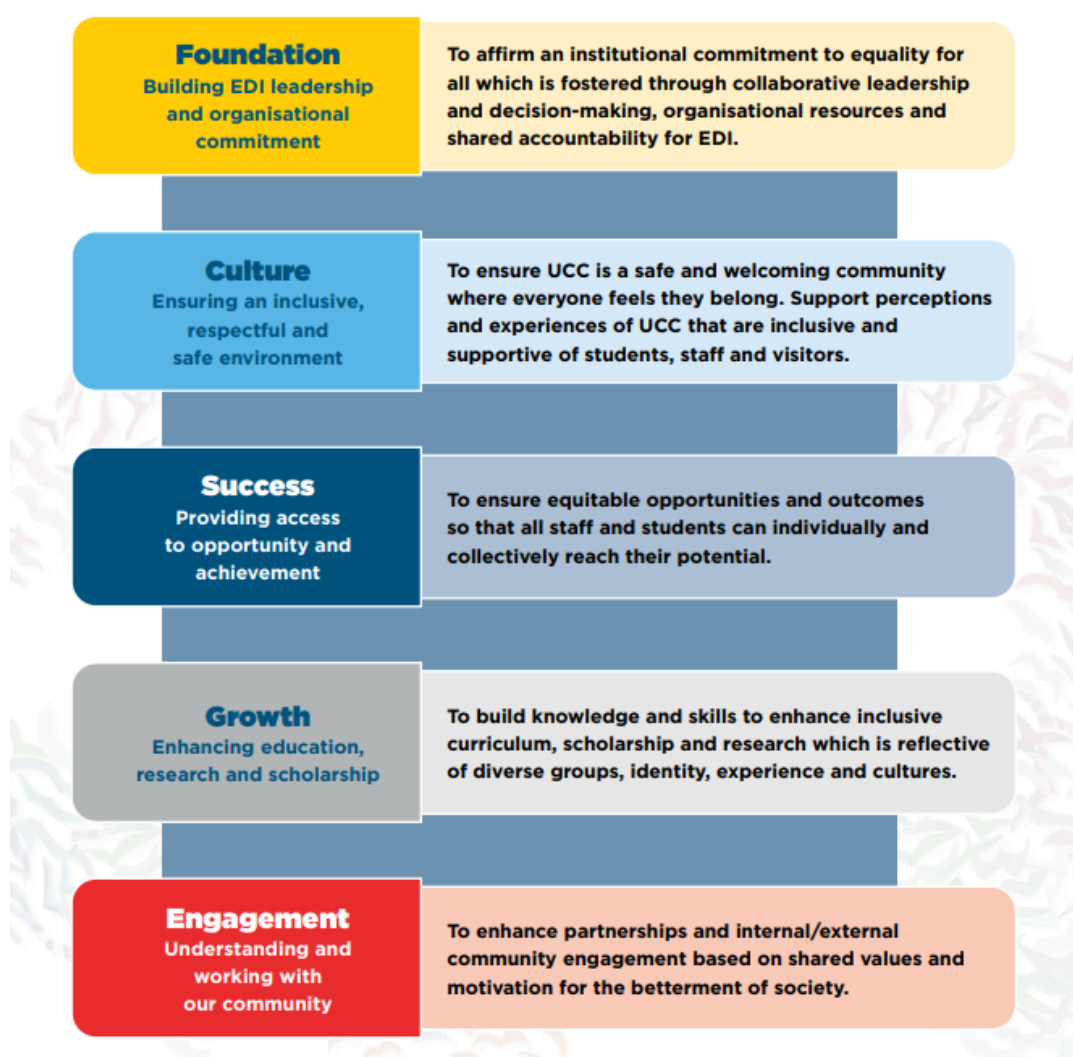 Foundation
Building EDI leadership
and organisational
commitment
To affirm an institutional commitment to equality for
all which is fostered through collaborative leadership
and decision-making, organisational resources and
shared accountability for EDI.
Culture
Ensuring an inclusive,
respectful and
safe environment
To ensure UCC is a safe and welcoming community
where everyone feels they belong. Support perceptions
and experiences of UCC that are inclusive and
supportive of students, staff and visitors.
Success
Providing access
to opportunity and
achievement
To ensure equitable opportunities and outcomes
so that all staff and students can individually and
collectively reach their potential.
Growth
Enhancing education,
research and scholarship
To build knowledge and skills to enhance inclusive
curriculum, scholarship and research which is reflective
of diverse groups, identity, experience and cultures.
Engagement
Understanding and
working with
our community
To enhance partnerships and internal/external
community engagement based on shared values and
motivation for the betterment of society.